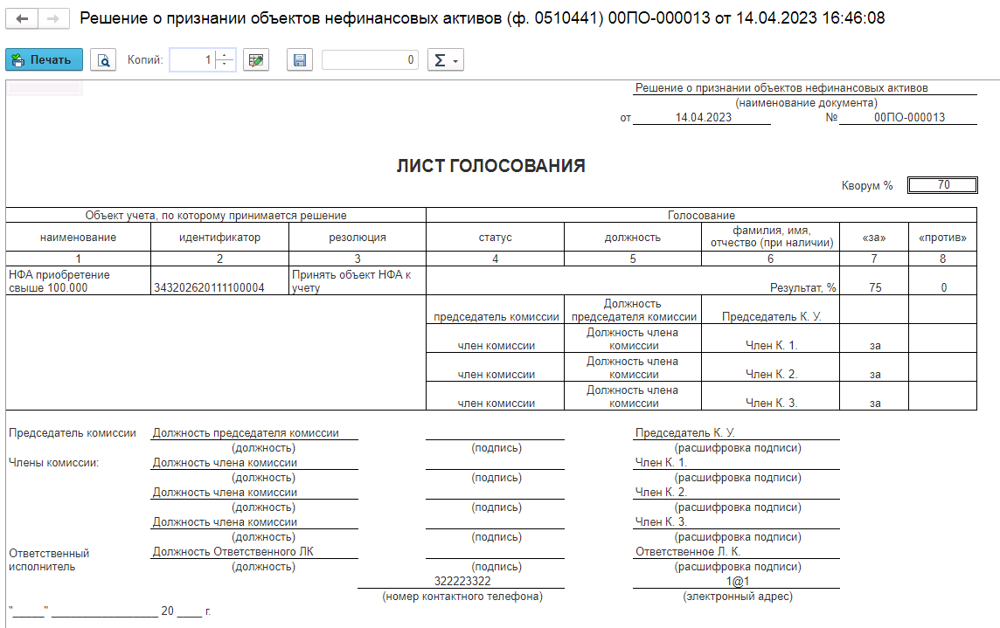 Решение о признании объектов нефинансовых активов (ф. 0510441) 00ПО-000013 от 14.04.2023 16:46:08
Печать Копий: 1 0 Σ
Решение о признании объектов нефинансовых активов
(наименование документа)
от 14.04.2023 № 00ПО-000013
ЛИСТ ГОЛОСОВАНИЯ
Кворум % 70
Объект учета, по которому принимается решение Голосование
наименование идентификатор резолюция статус должность фамилия, имя, отчество (при наличии) «за» «против»
1 2 3 4 5 6 7 8
НФА приобретение свыше 100.000 343202620111100004 Принять объект НФА к учету Результат, % 75 0
председатель комиссии Должность председателя комиссии Председатель К. У.
член комиссии Должность члена комиссии Член К. 1. за
член комиссии Должность члена комиссии Член К. 2. за
член комиссии Должность члена комиссии Член К. 3. за
Председатель комиссии Должность председателя комиссии Председатель К. У.
(должность) (подпись) (расшифровка подписи)
Члены комиссии: Должность члена комиссии Член К. 1.
(должность) (подпись) (расшифровка подписи)
Должность члена комиссии Член К. 2.
(должность) (подпись) (расшифровка подписи)
Должность члена комиссии Член К. 3.
(должность) (подпись) (расшифровка подписи)
Ответственный исполнитель Должность Ответственного ЛК Ответственное Л. К.
(должность) (подпись) (расшифровка подписи)
322223322 1@1
(номер контактного телефона) (электронный адрес)
"_____" _________________ 20 ____ г.